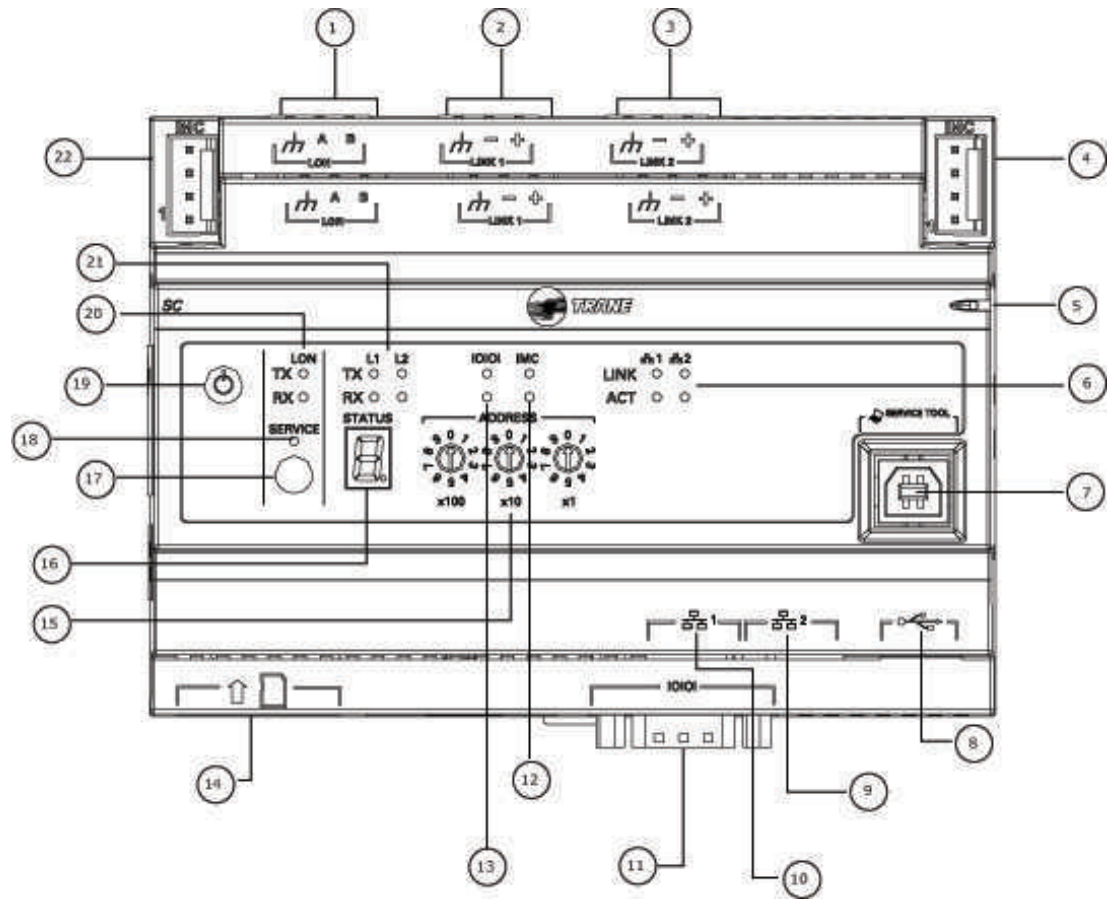 1 2 3
IMC IMC
A B - + - +
LON LINK 1 LINK 2
22 4
A B - + - +
LON LINK 1 LINK 2
21
SC TRANE 5
20
LON L1 L2 IOIOI IMC 1 2
TX TX LINK
19 6
RX RX ACT
SERVICE STATUS ADDRESS SERVICE TOOL
18
17 7
x100 x10 x1
16
15
1 2
IOIOI
8
14 12 9
13 11 10